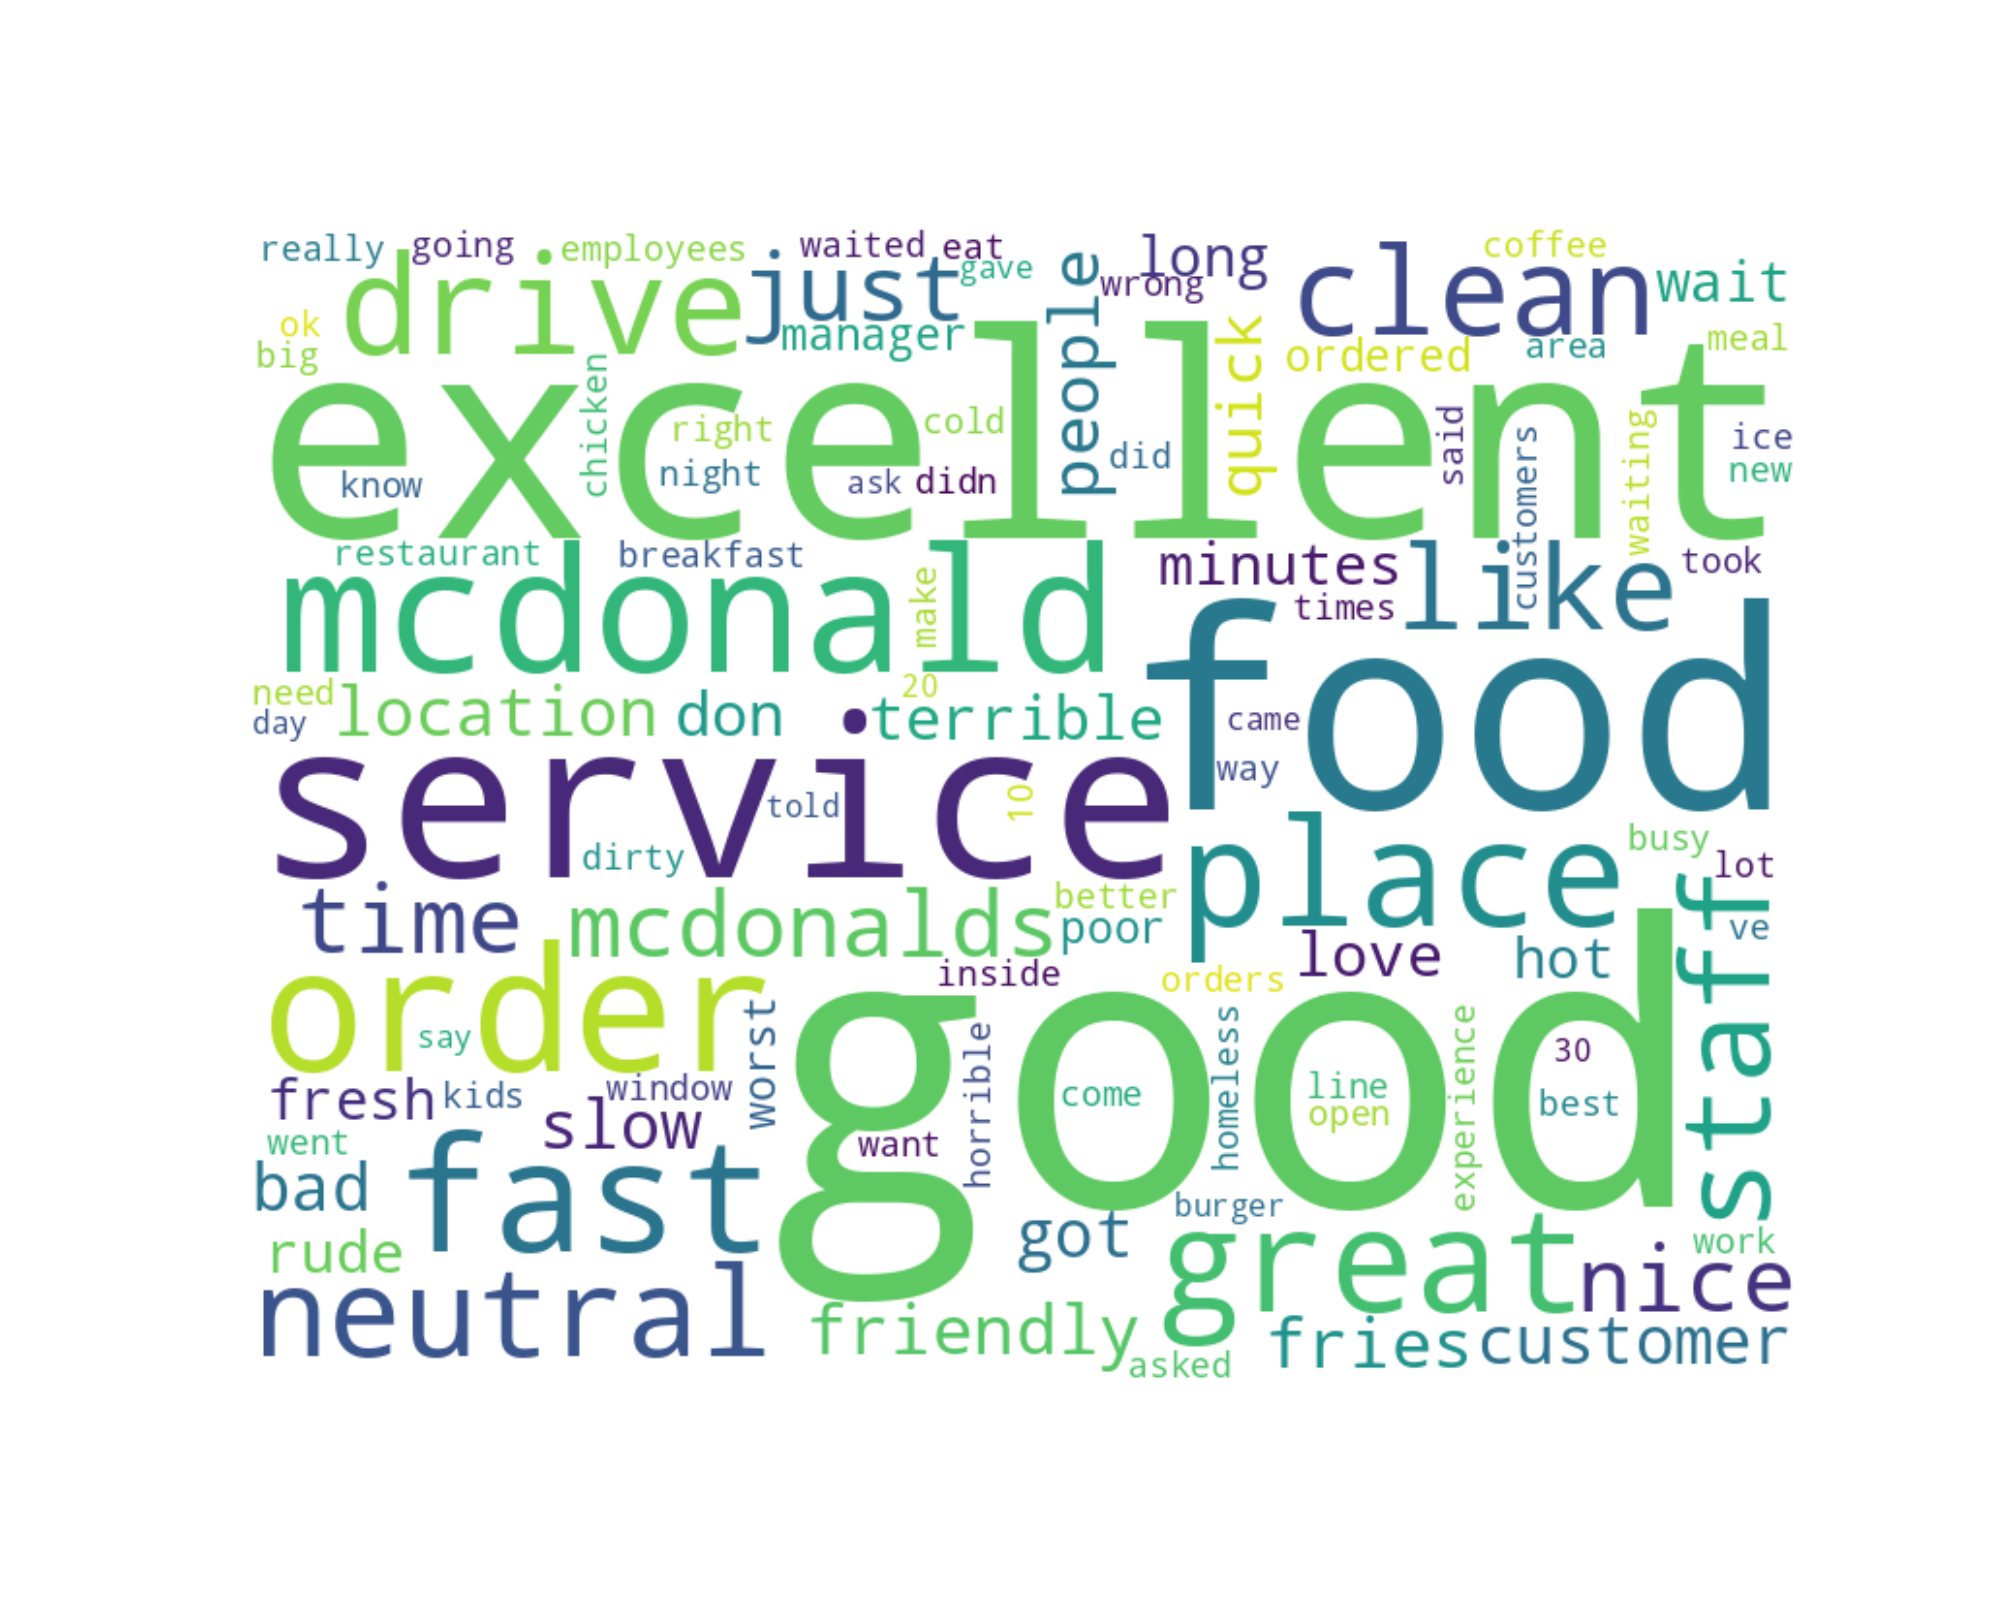 really going employees waited eat long coffee
drive just gave people wrong clean wait
ok manager quick ordered area meal
big
excellent
chicken right cold said customers waiting ice
know night ask didn did new
restaurant breakfast minutes like took
mcdonald make times
food
need location don 20 terrible came
day
service told 10 way
dirty place busy
time mcdonalds better love hot lot
poor staff ve
order inside orders
say worst good horrible homeless experience 30
fresh kids window come line best
slow open
went want
bad fast burger
rude got great work
neutral nice
friendly fries customer
asked